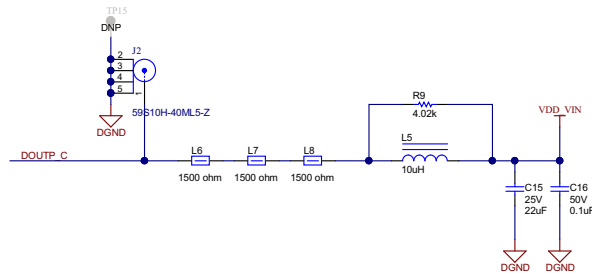 TP15
DNP
J2
2
3
4
5
1
59S10H-40ML5-Z
DGND
R9
4.02k
VDD_VIN
DOUTP_C
L6
L7
L8
L5
1500 ohm
1500 ohm
1500 ohm
10uH
C15
25V
22uF
C16
50V
0.1uF
DGND
DGND